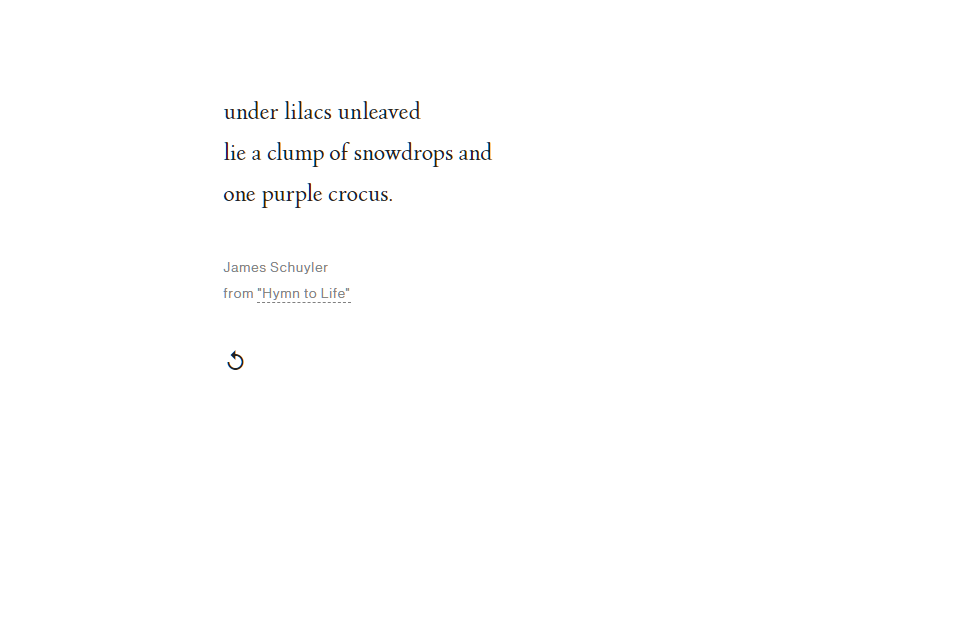 under lilacs unleaved
lie a clump of snowdrops and
one purple crocus.
James Schuyler
from "Hymn to Life"